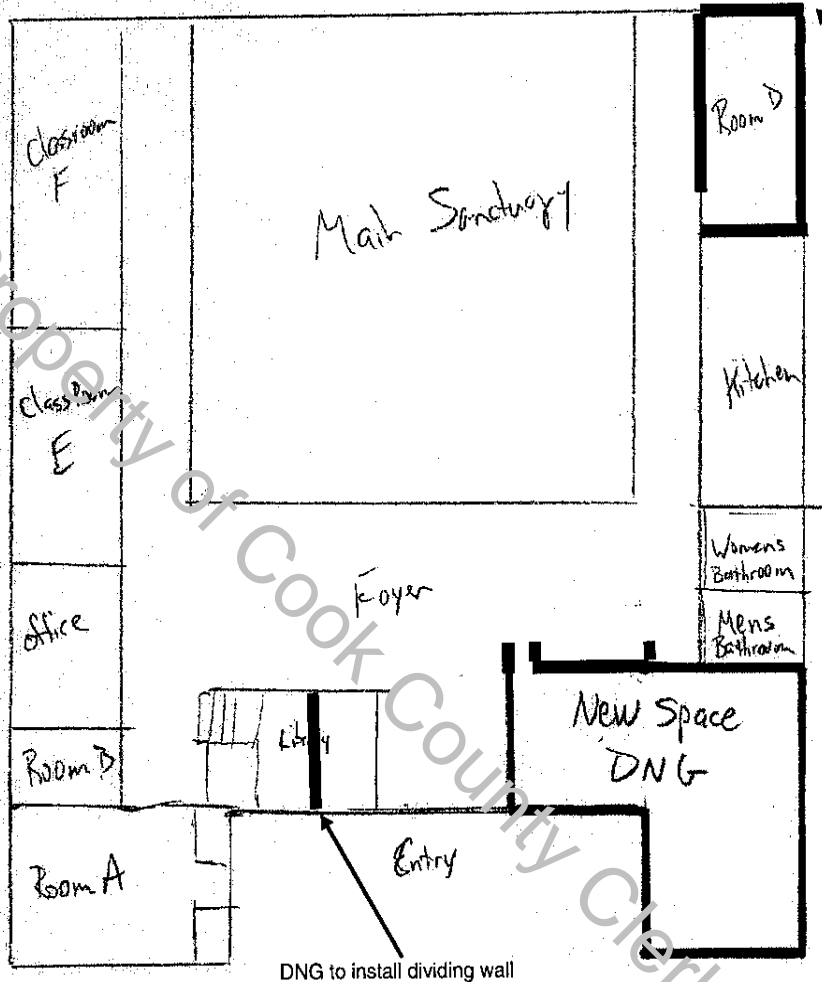 Classroom
F
Main Sanctuary
Room D
Classroom
E
Kitchen
Womens
Bathroom
Foyer
office
Mens
Bathroom
New Space
DNG
Library
Room B
Entry
Room A
DNG to install dividing wall
Property of Cook County Clerk